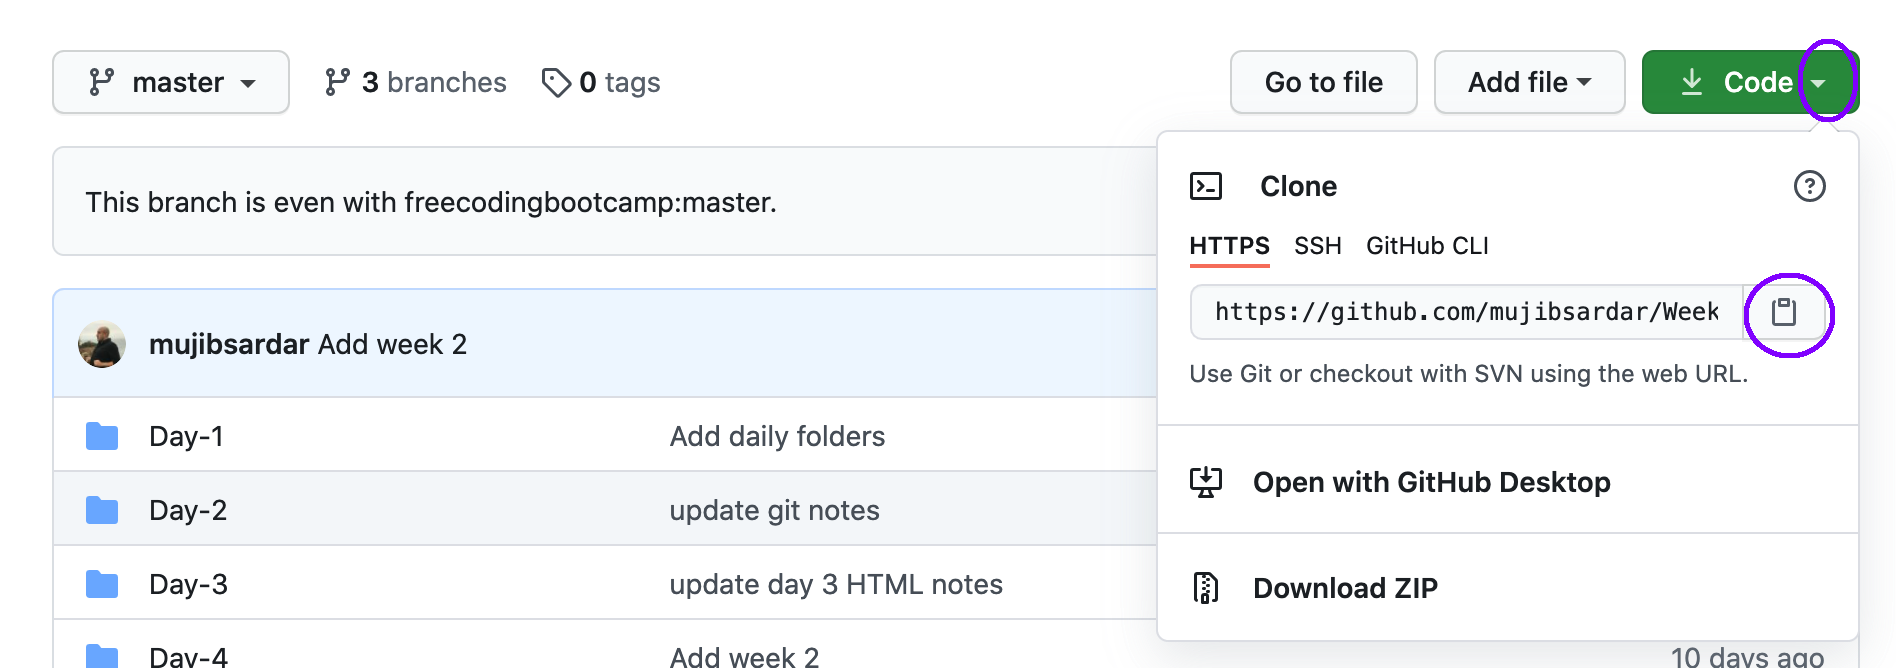 master 3 branches 0 tags Go to file Add file Code
This branch is even with freecodingbootcamp:master.
mujibsardar Add week 2
Day-1 Add daily folders
Day-2 update git notes
Day-3 update day 3 HTML notes
Day-4 Add week 2 10 days ago
Clone
HTTPS SSH GitHub CLI
https://github.com/mujibsardar/Week
Use Git or checkout with SVN using the web URL.
Open with GitHub Desktop
Download ZIP